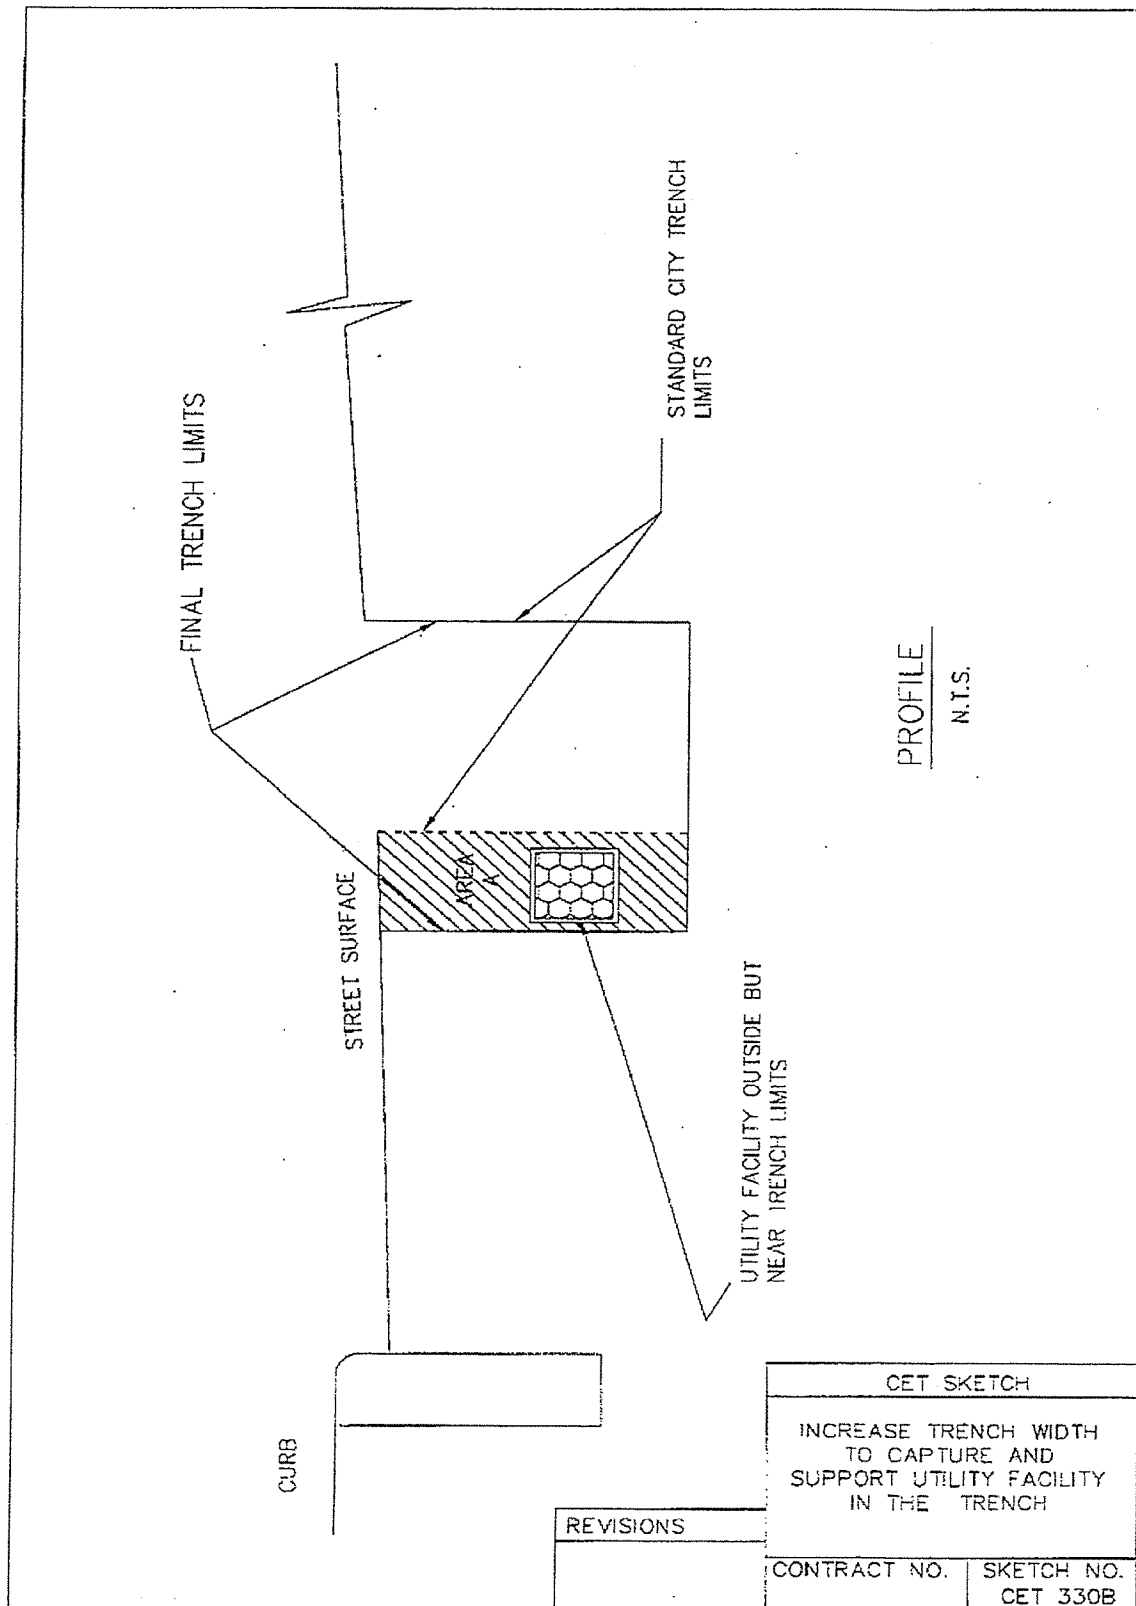 FINAL TRENCH LIMITS
STANDARD CITY TRENCH
LIMITS
STREET SURFACE
AREA
A
UTILITY FACILITY OUTSIDE BUT
NEAR TRENCH LIMITS
CURB
PROFILE
N.T.S.
CET SKETCH
INCREASE TRENCH WIDTH
TO CAPTURE AND
SUPPORT UTILITY FACILITY
IN THE TRENCH
REVISIONS
CONTRACT NO.
SKETCH NO.
CET 330B